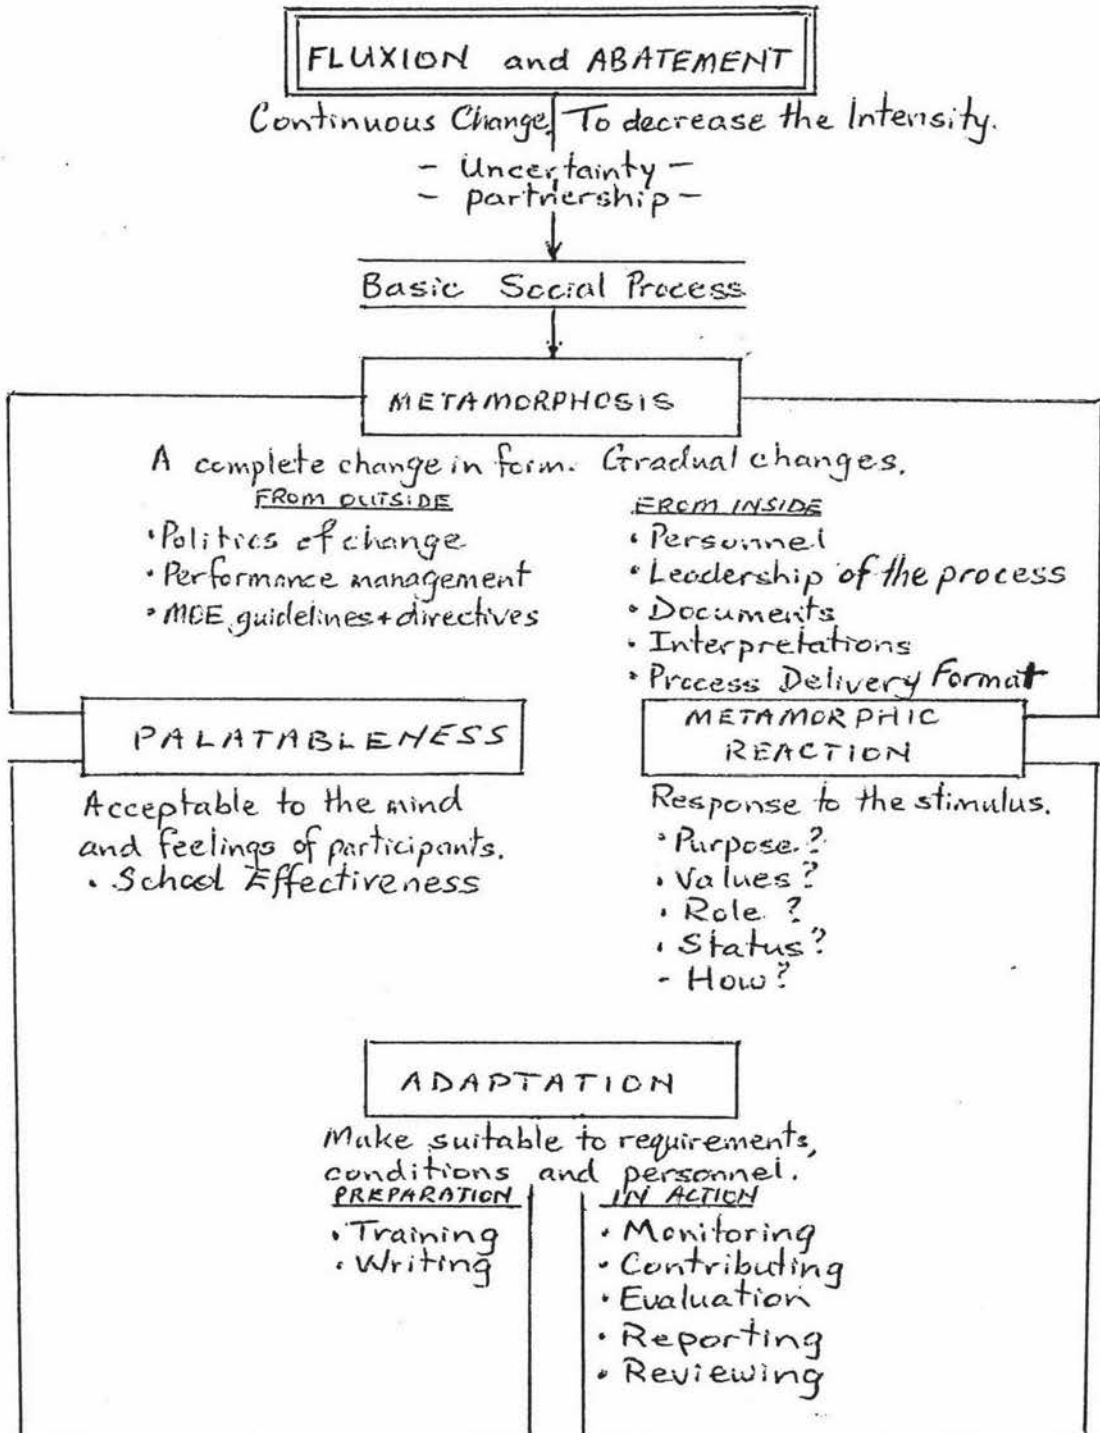 FLUXION and ABATEMENT
Continuous Change. To decrease the Intensity.
- Uncertainty -
- partnership -
Basic Social Process
METAMORPHOSIS
A complete change in form. Gradual changes.
FROM OUTSIDE
• Politics of change
• Performance management
• MOE guidelines + directives
FROM INSIDE
• Personnel
• Leadership of the process
• Documents
• Interpretations
• Process Delivery Format
PALATABLENESS
Acceptable to the mind
and feelings of participants.
• School Effectiveness
METAMORPHIC
REACTION
Response to the stimulus.
• Purpose?
• Values?
• Role?
• Status?
- How?
ADAPTATION
Make suitable to requirements,
conditions and personnel.
PREPARATION
• Training
• Writing
IN ACTION
• Monitoring
• Contributing
• Evaluation
• Reporting
• Reviewing